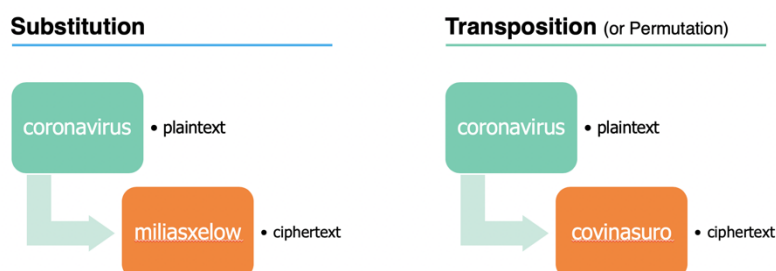 Substitution
coronavirus
• plaintext
miliasxelow
• ciphertext
Transposition (or Permutation)
coronavirus
• plaintext
covinasuro
• ciphertext